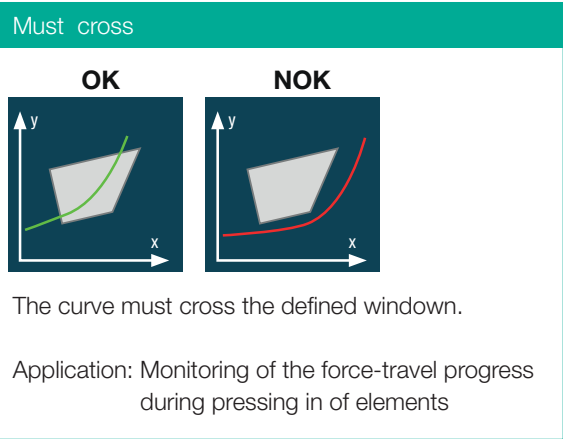 Must cross
OK NOK
y y
x x
The curve must cross the defined windown.
Application: Monitoring of the force-travel progress
during pressing in of elements